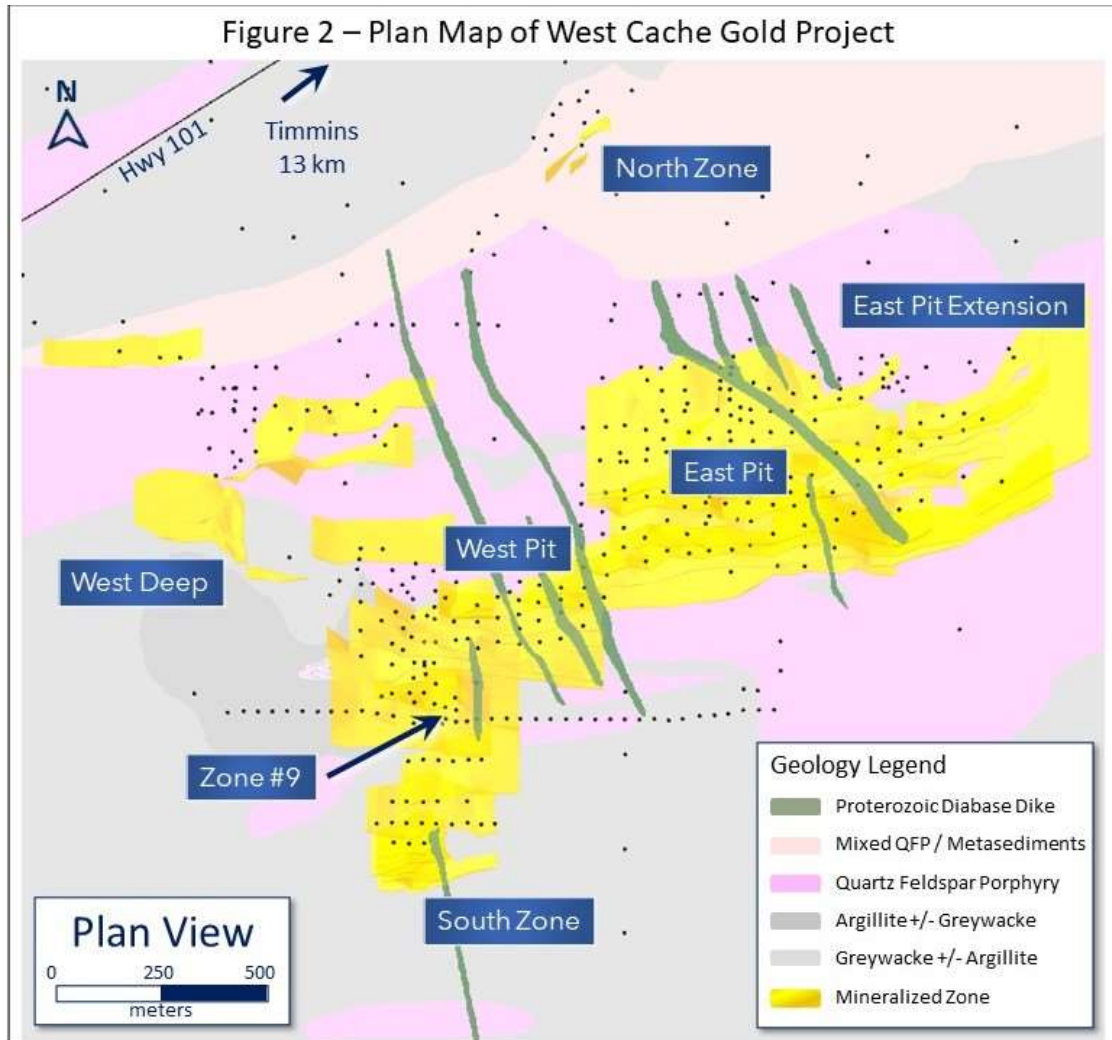 Figure 2 – Plan Map of West Cache Gold Project
N
Hwy 101
Timmins
13 km
North Zone
East Pit Extension
East Pit
West Pit
West Deep
Zone #9
South Zone
Plan View
0 250 500
meters
Geology Legend
Proterozoic Diabase Dike
Mixed QFP / Metasediments
Quartz Feldspar Porphyry
Argillite +/- Greywacke
Greywacke +/- Argillite
Mineralized Zone